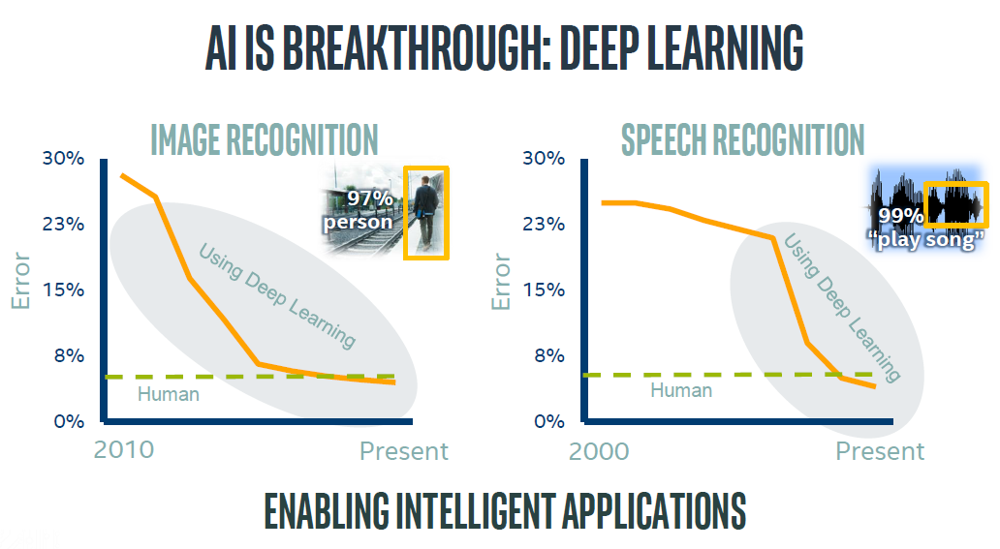 AI IS BREAKTHROUGH: DEEP LEARNING
IMAGE RECOGNITION
30%
23%
15%
8%
0%
Error
97%
person
Using Deep Learning
Human
2010
Present
SPEECH RECOGNITION
30%
23%
15%
8%
0%
Error
99%
“play song”
Using Deep Learning
Human
2000
Present
ENABLING INTELLIGENT APPLICATIONS